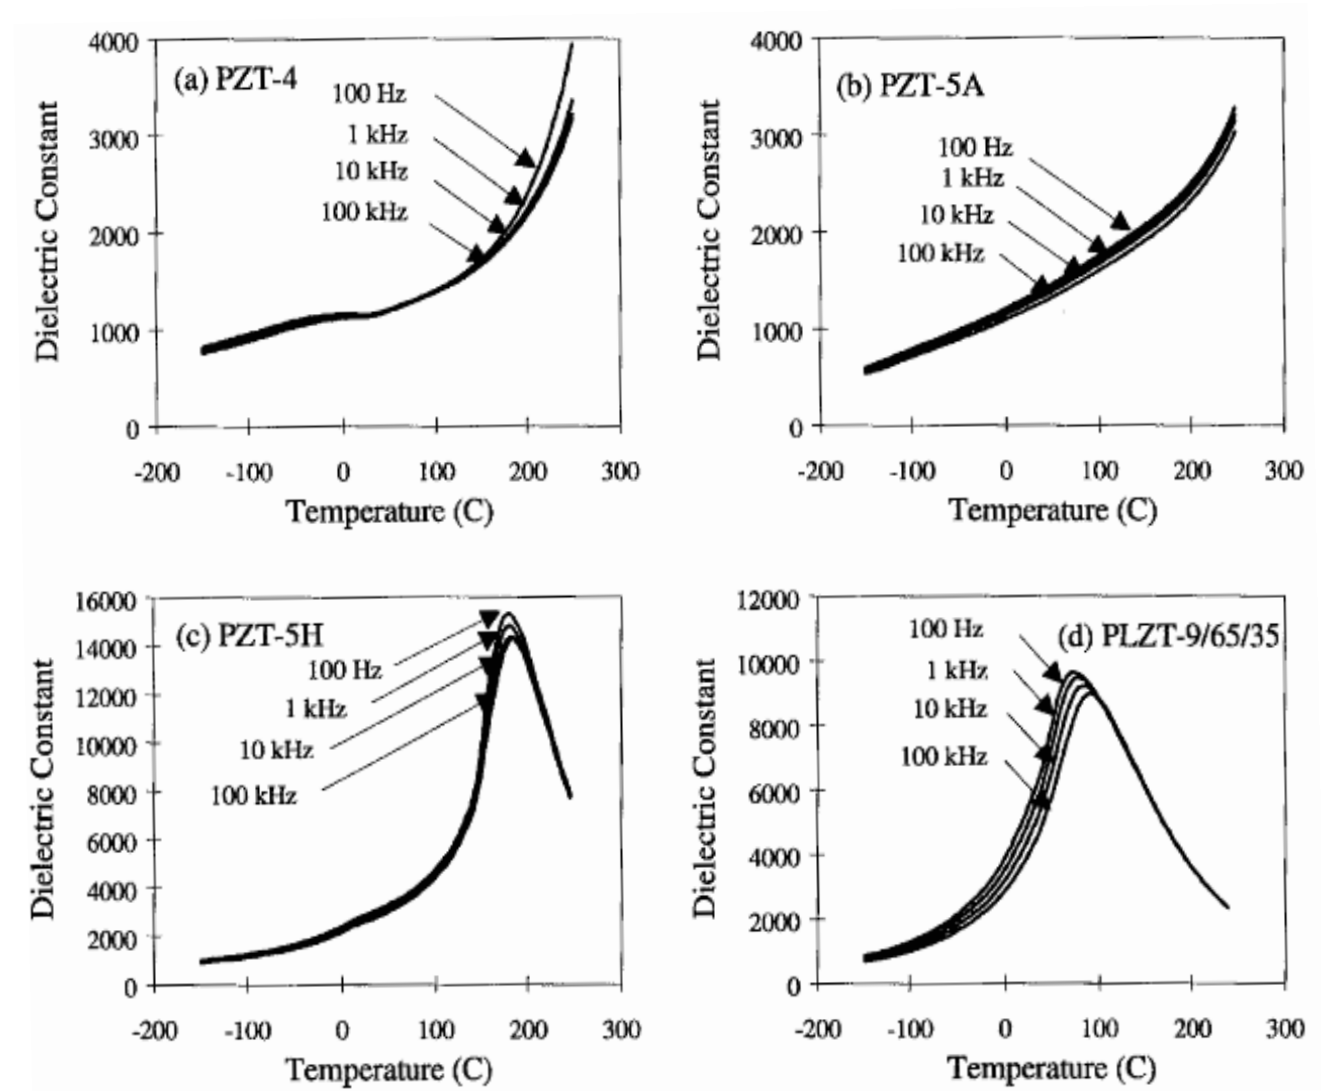 4000
(a) PZT-4
100 Hz
3000
1 kHz
10 kHz
100 kHz
2000
1000
0
Dielectric Constant
-200 -100 0 100 200 300
Temperature (C)
4000
(b) PZT-5A
3000
100 Hz
1 kHz
10 kHz
2000
100 kHz
1000
0
Dielectric Constant
-200 -100 0 100 200 300
Temperature (C)
16000
(c) PZT-5H
14000
100 Hz
12000
1 kHz
10000
10 kHz
8000
100 kHz
6000
4000
2000
0
Dielectric Constant
-200 -100 0 100 200 300
Temperature (C)
12000
100 Hz
(d) PLZT-9/65/35
10000
1 kHz
10 kHz
8000
100 kHz
6000
4000
2000
0
Dielectric Constant
-200 -100 0 100 200 300
Temperature (C)